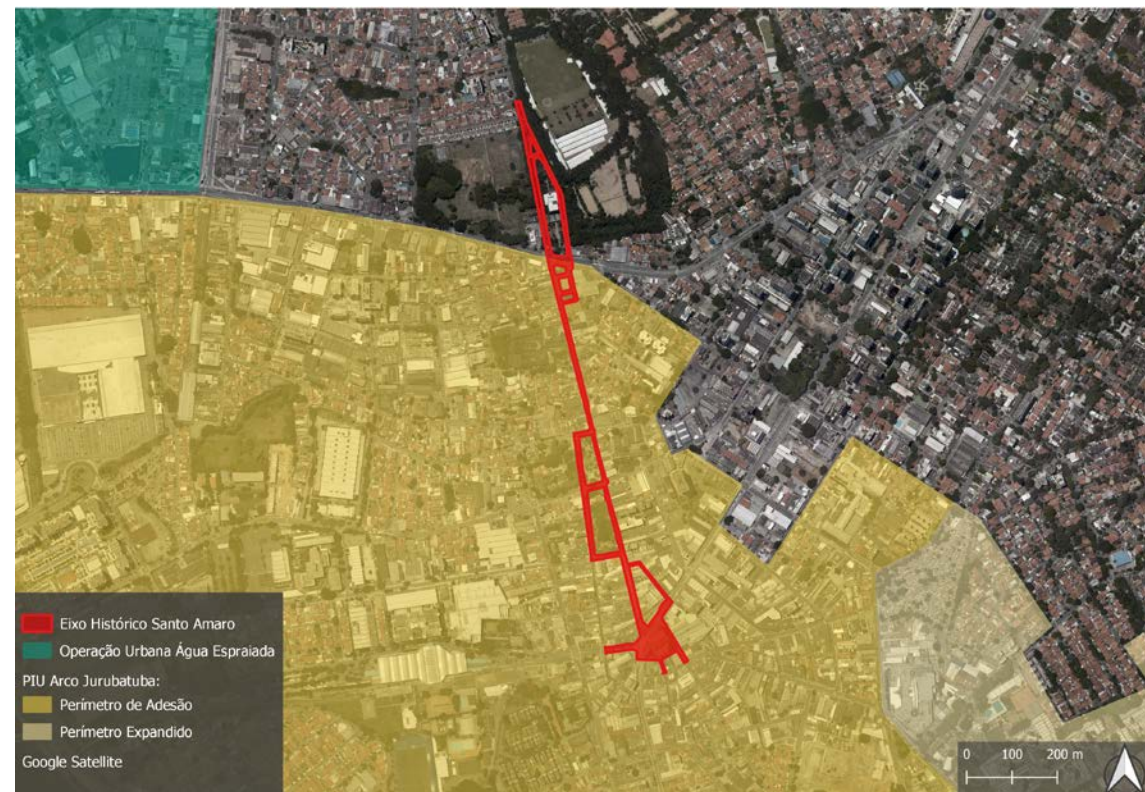 Eixo Histórico Santo Amaro
Operação Urbana Água Espraiada
PIU Arco Jurubatuba:
Perímetro de Adesão
Perímetro Expandido
Google Satellite
0 100 200 m